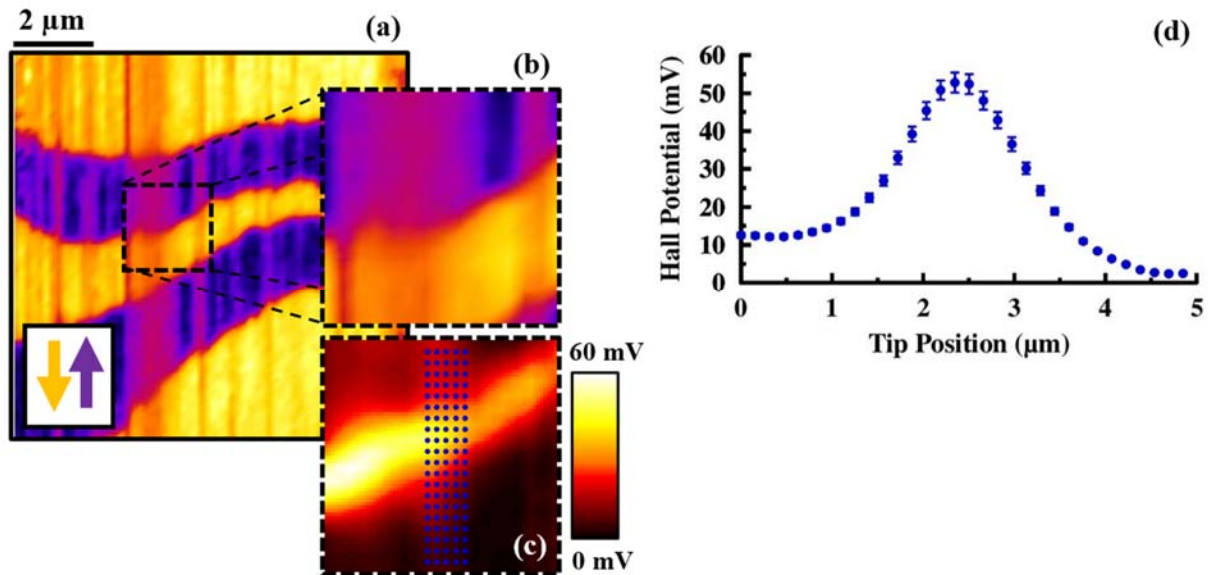 2 µm
(a)
(b)
60 mV
(c)
0 mV
(d)
Hall Potential (mV)
60
50
40
30
20
10
0
0 1 2 3 4 5
Tip Position (µm)